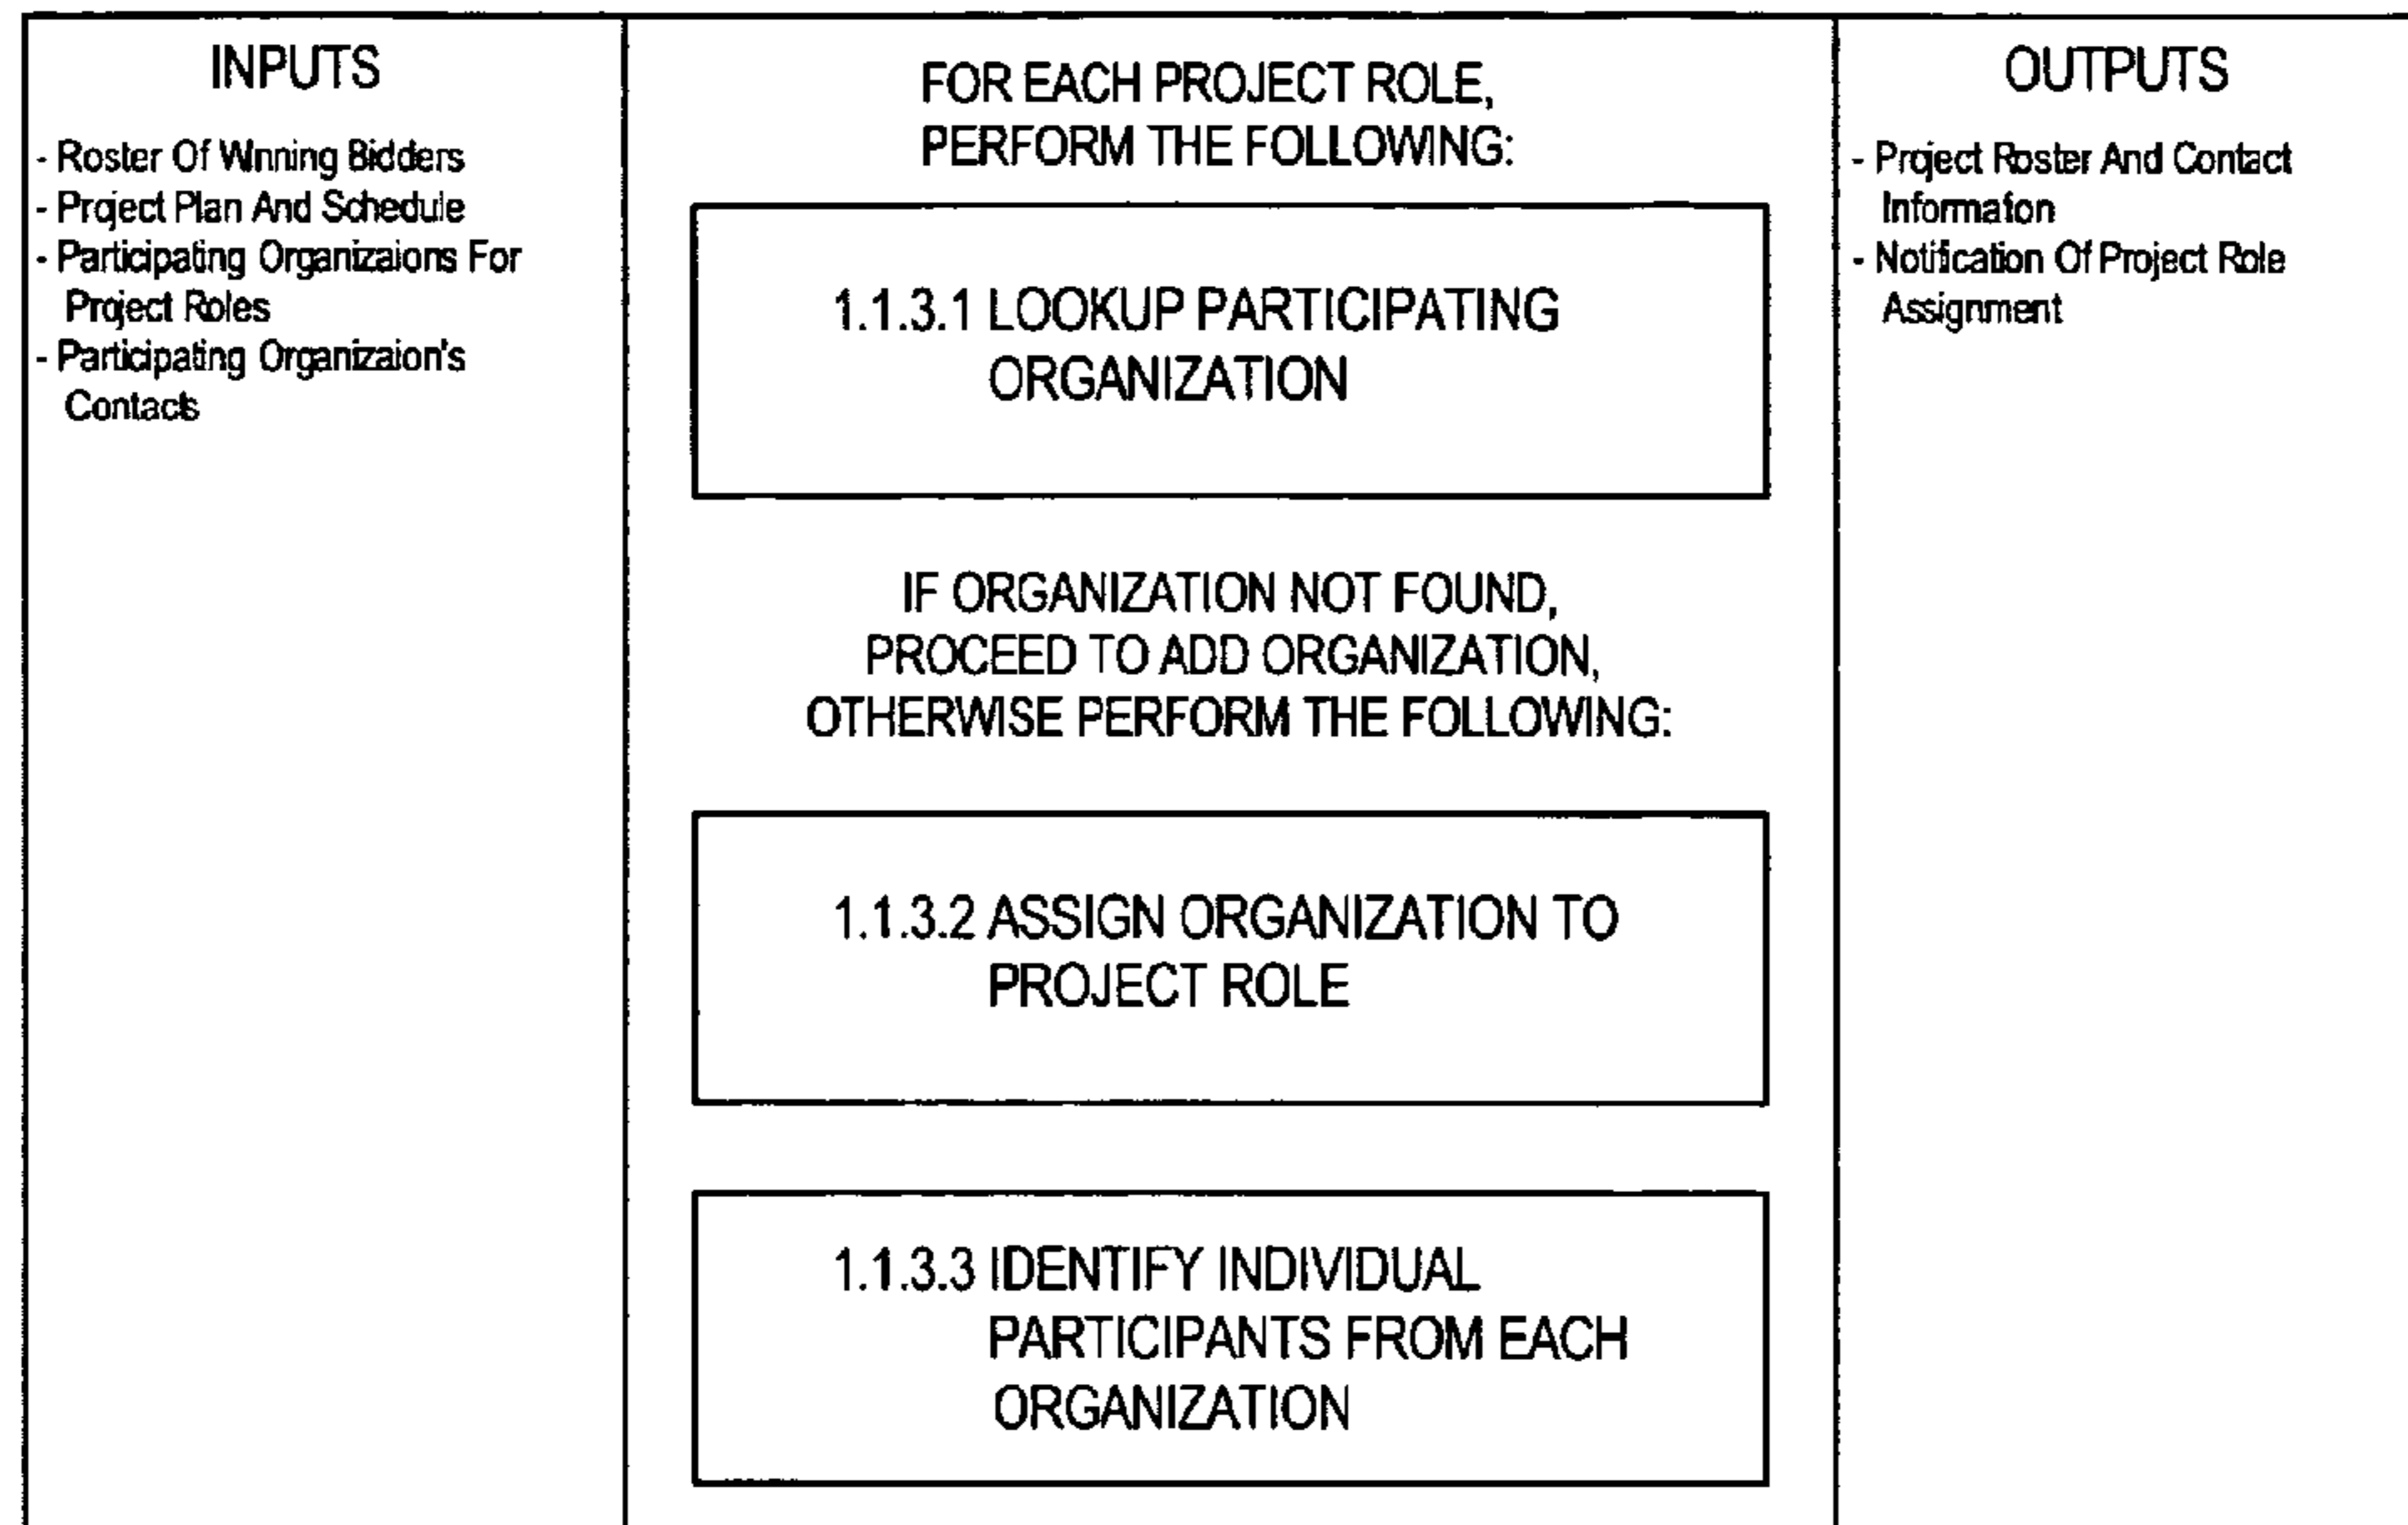 INPUTS
- Roster Of Winning Bidders
- Project Plan And Schedule
- Participating Organizaions For
Project Roles
- Participating Organizaion's
Contacts
FOR EACH PROJECT ROLE,
PERFORM THE FOLLOWING:
1.1.3.1 LOOKUP PARTICIPATING
ORGANIZATION
IF ORGANIZATION NOT FOUND,
PROCEED TO ADD ORGANIZATION,
OTHERWISE PERFORM THE FOLLOWING:
1.1.3.2 ASSIGN ORGANIZATION TO
PROJECT ROLE
1.1.3.3 IDENTIFY INDIVIDUAL
PARTICIPANTS FROM EACH
ORGANIZATION
OUTPUTS
- Project Roster And Contact
Informaton
- Notification Of Project Role
Assignment